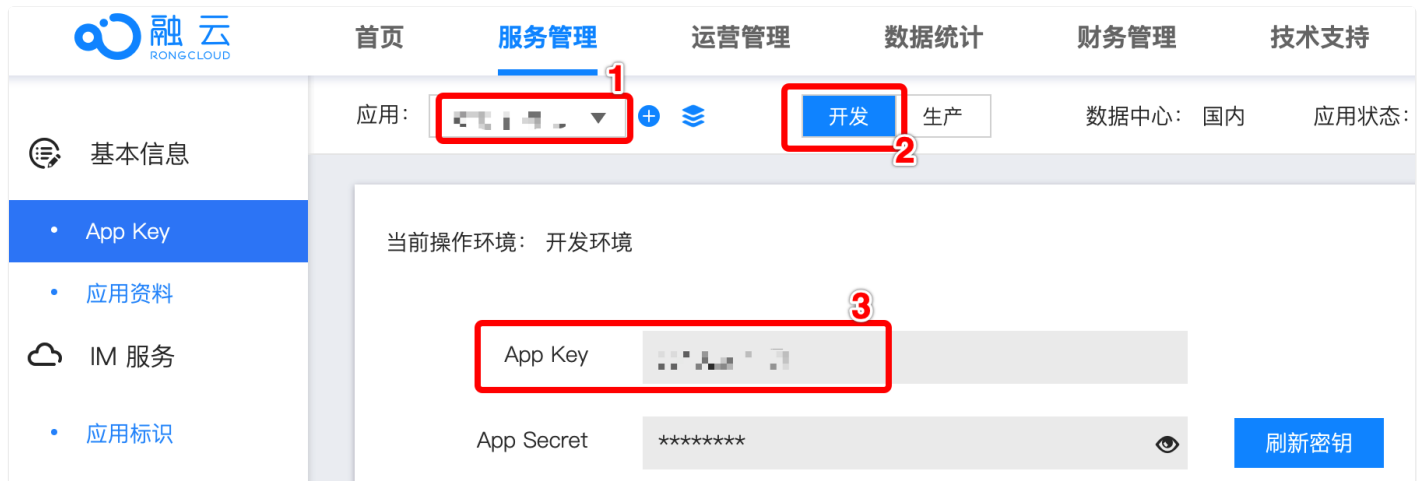 融云
RONGCLOUD
首页 服务管理 运营管理 数据统计 财务管理 技术支持
1
应用: 开发 生产 数据中心: 国内 应用状态:
2
基本信息
App Key
当前操作环境: 开发环境
应用资料
3
App Key
IM 服务
应用标识
App Secret ******** 刷新密钥